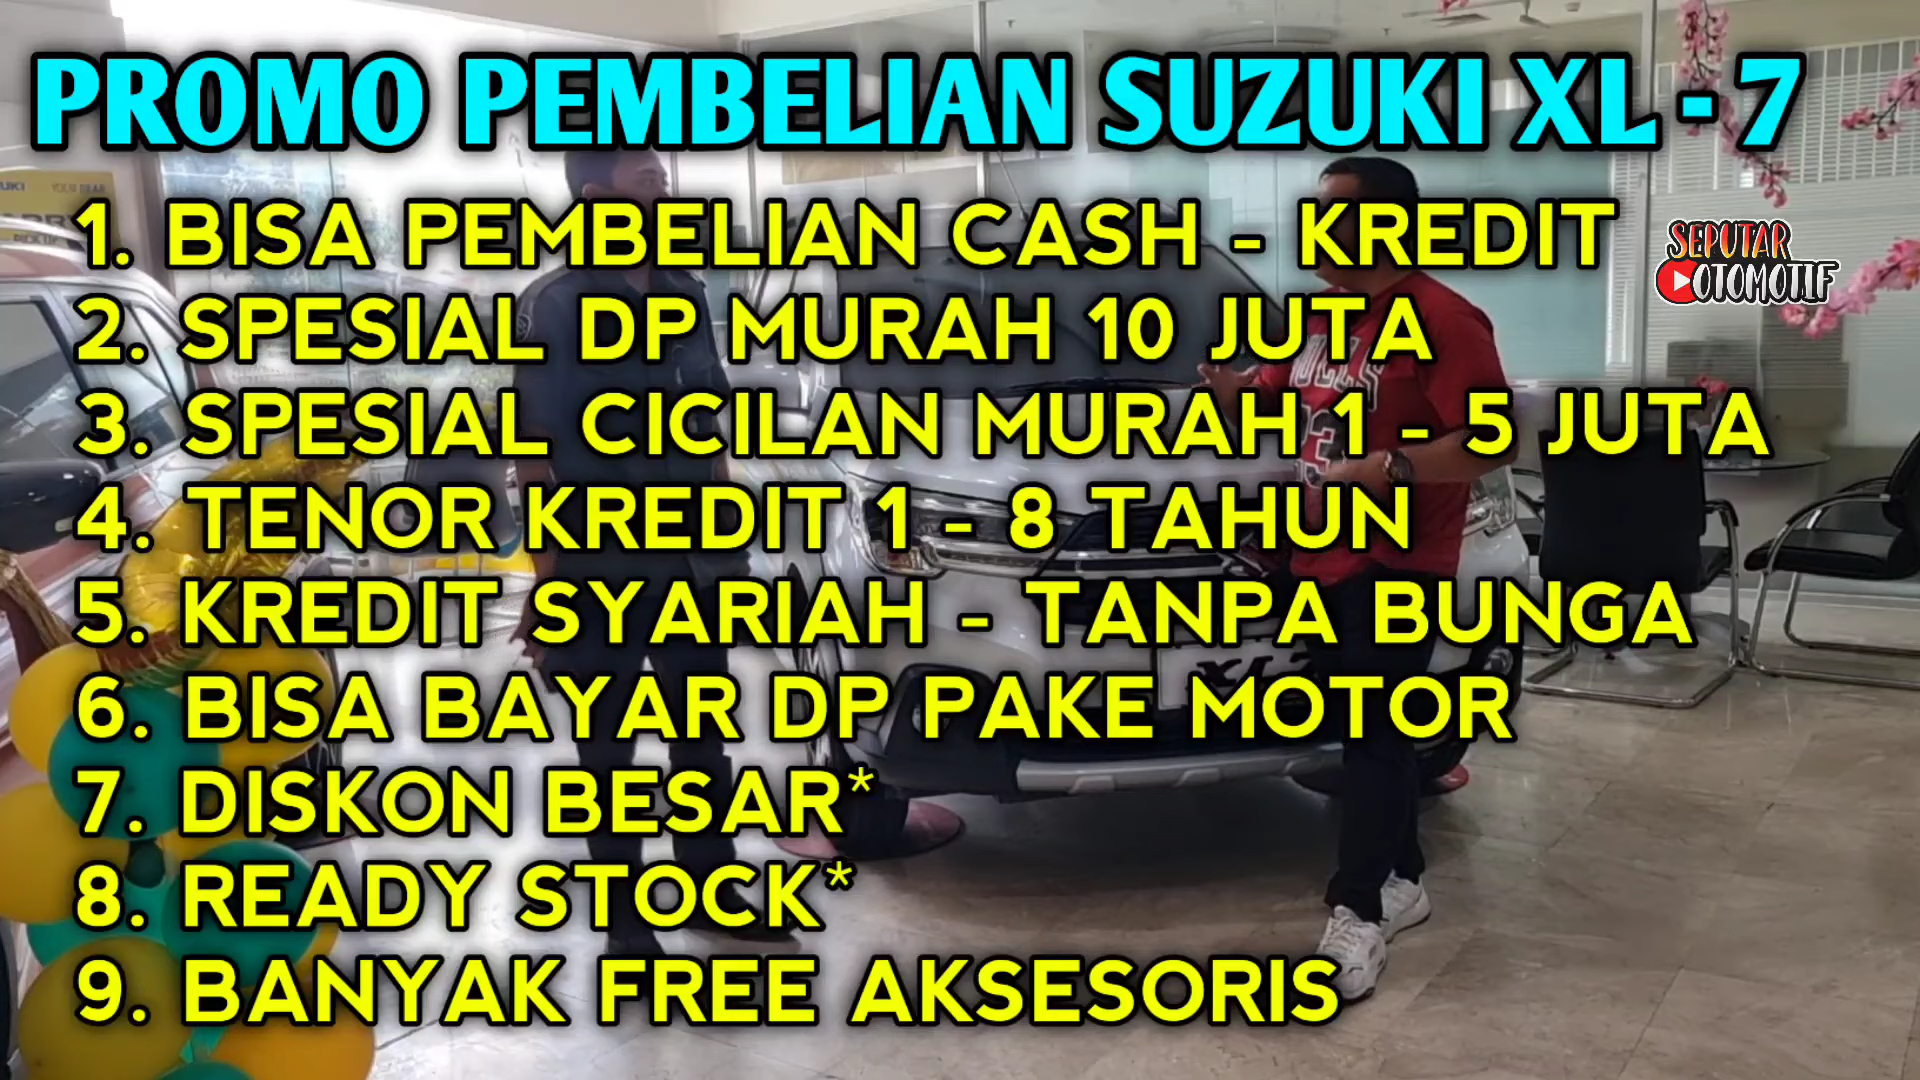 PROMO PEMBELIAN SUZUKI XL - 7
1. BISA PEMBELIAN CASH - KREDIT
SEPUTAR
OTOMOTIF
2. SPESIAL DP MURAH 10 JUTA
3. SPESIAL CICILAN MURAH 1 - 5 JUTA
4. TENOR KREDIT 1 - 8 TAHUN
5. KREDIT SYARIAH - TANPA BUNGA
6. BISA BAYAR DP PAKE MOTOR
7. DISKON BESAR*
8. READY STOCK*
9. BANYAK FREE AKSESORIS